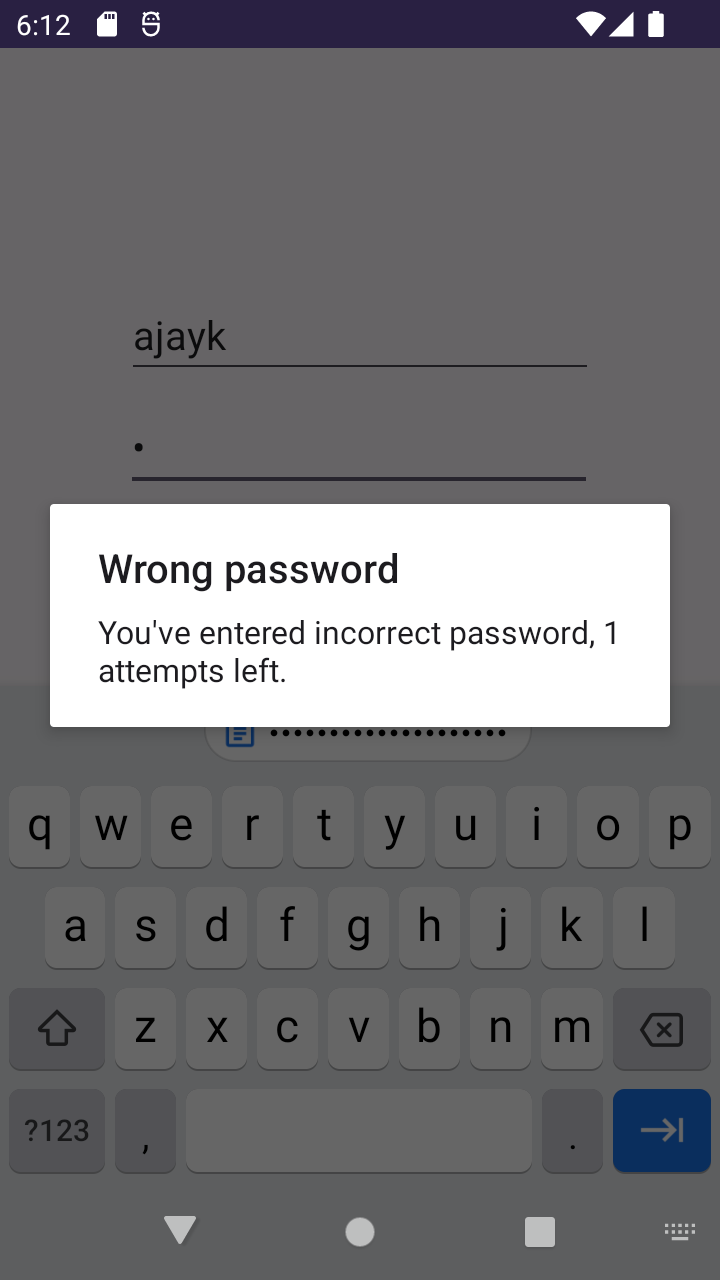 6:12
ajayk
•
Wrong password
You've entered incorrect password, 1
attempts left.
••••••••••••••••••••
q w e r t y u i o p
a s d f g h j k l
z x c v b n m
?123 , .